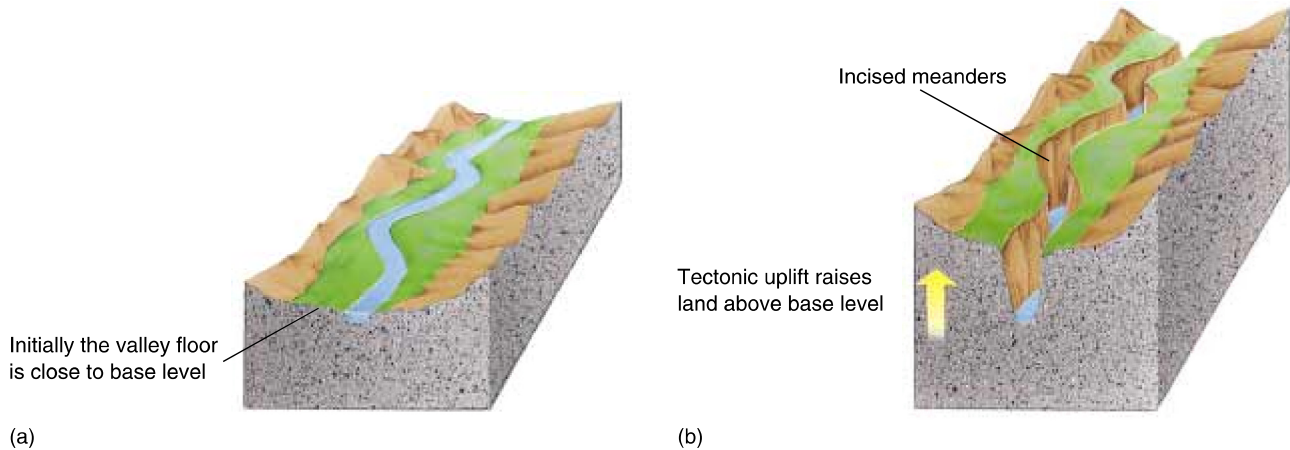 Initially the valley floor
is close to base level
(a)
Incised meanders
Tectonic uplift raises
land above base level
(b)